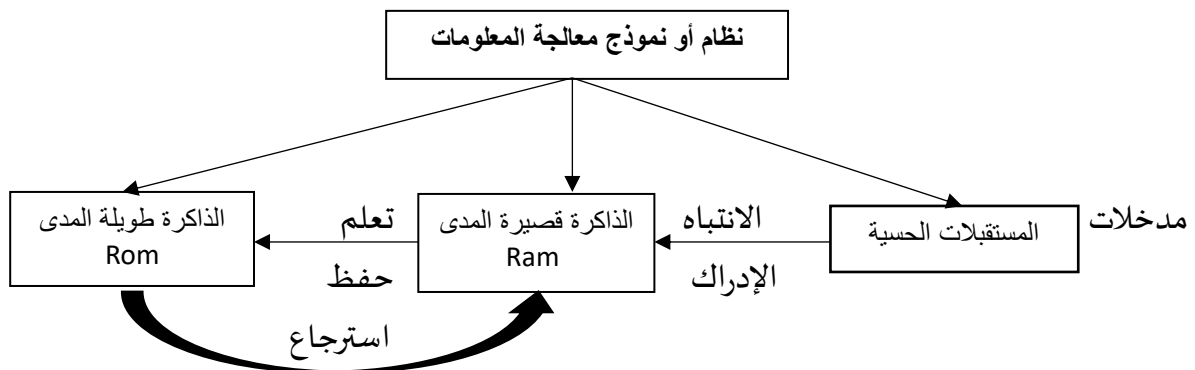 نظام أو نموذج معالجة المعلومات
مدخلات
المستقبلات الحسية
الانتباه
الإدراك
الذاكرة قصيرة المدى
Ram
تعلم
حفظ
الذاكرة طويلة المدى
Rom
استرجاع